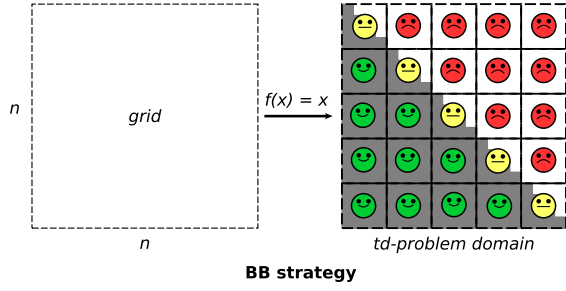 n
grid
n
f(x) = x
td-problem domain
BB strategy